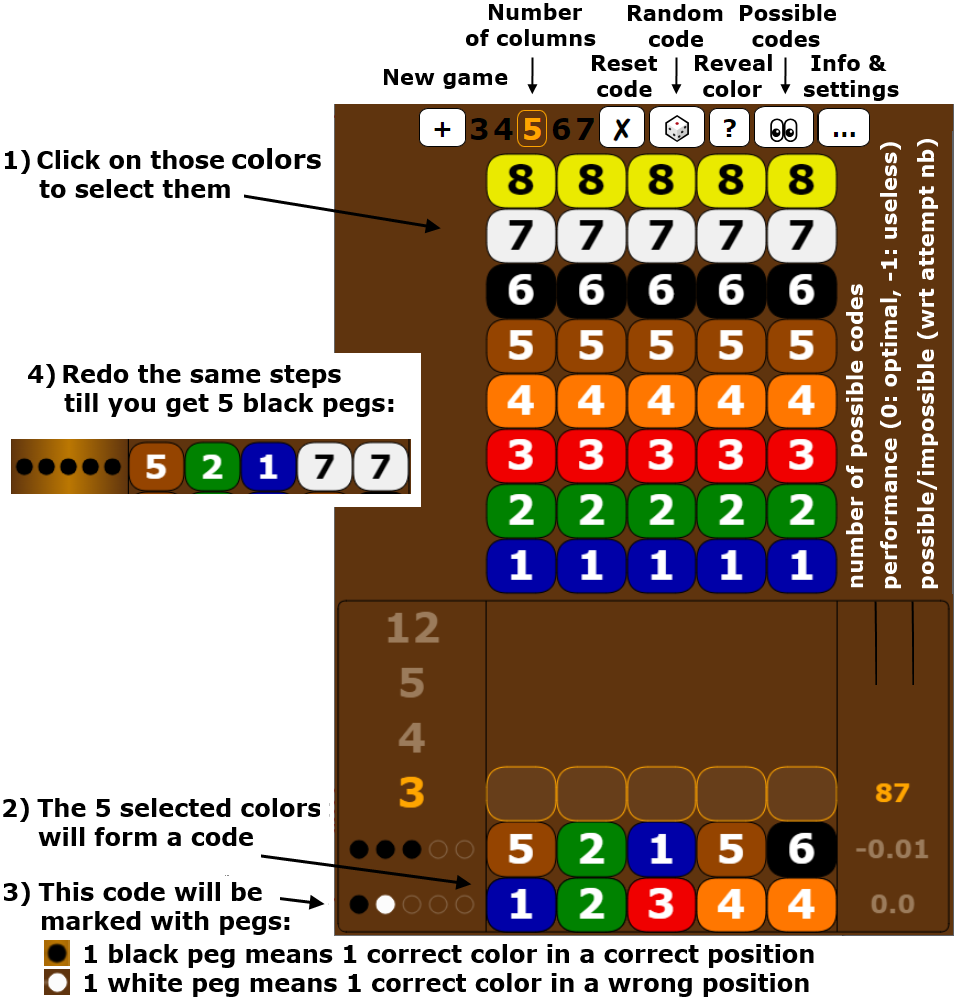 Number
of columns
Random
code
Possible
codes
New game
Reset
code
Reveal
color
Info &
settings
+ 3 4 5 6 7 ✗ ? ...
1) Click on those colors
to select them
8 8 8 8 8
7 7 7 7 7
6 6 6 6 6
5 5 5 5 5
4 4 4 4 4
3 3 3 3 3
2 2 2 2 2
1 1 1 1 1
number of possible codes
performance (0: optimal, -1: useless)
possible/impossible (wrt attempt nb)
4) Redo the same steps
till you get 5 black pegs:
5 2 1 7 7
12
5
4
3 87
2) The 5 selected colors
will form a code
5 2 1 5 6 -0.01
3) This code will be
marked with pegs:
1 2 3 4 4 0.0
1 black peg means 1 correct color in a correct position
1 white peg means 1 correct color in a wrong position